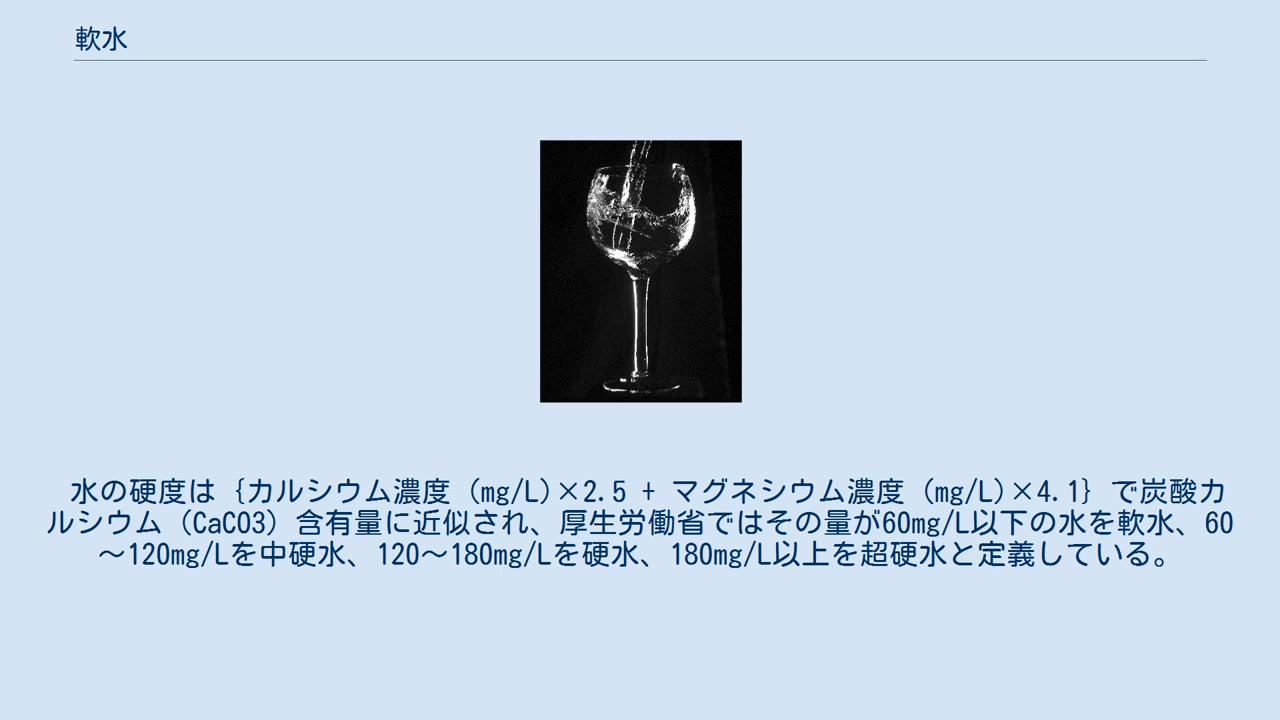 軟水
水の硬度は｛カルシウム濃度（mg/L)×2.5 + マグネシウム濃度（mg/L)×4.1｝で炭酸カ
ルシウム（CaCO3）含有量に近似され、厚生労働省ではその量が60mg/L以下の水を軟水、60
～120mg/Lを中硬水、120～180mg/Lを硬水、180mg/L以上を超硬水と定義している。